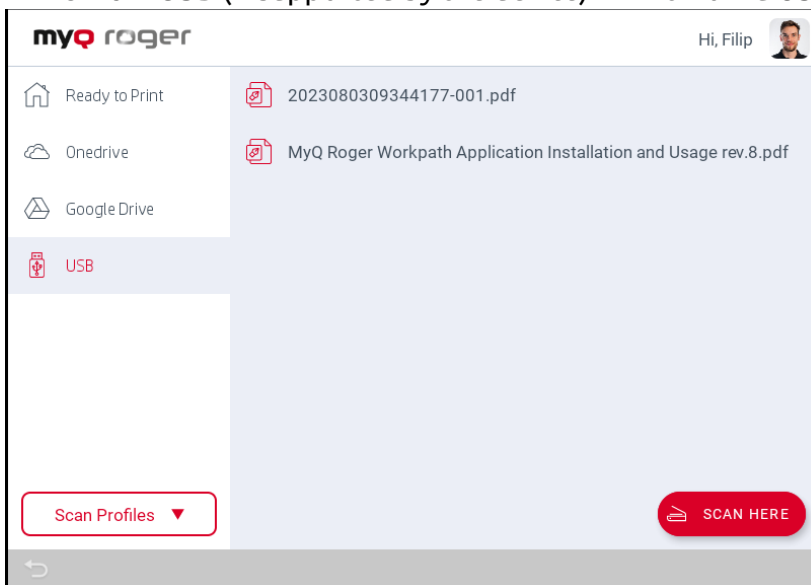 myq roger
Hi, Filip
Ready to Print
2023080309344177-001.pdf
Onedrive
MyQ Roger Workpath Application Installation and Usage rev.8.pdf
Google Drive
USB
Scan Profiles
SCAN HERE